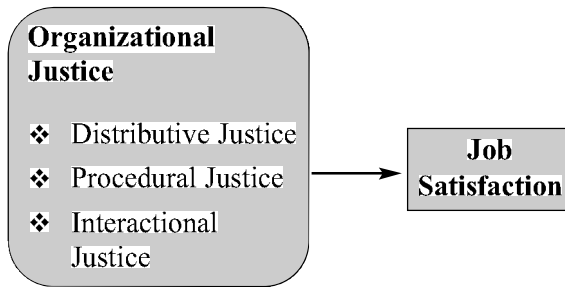 Organizational
Justice
❖ Distributive Justice
❖ Procedural Justice
❖ Interactional
Justice
Job
Satisfaction